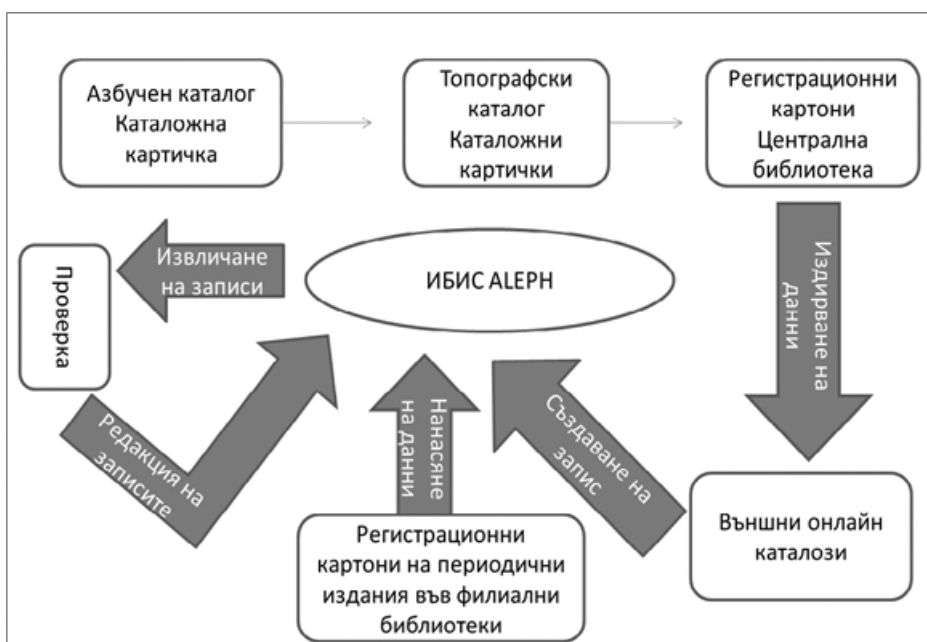 Азбучен каталог
Каталожна
картичка
Топографски
каталог
Каталожни
картички
Регистрационни
картони
Централна
библиотека
Извличане
на записи
Проверка
ИБИС ALEPH
Издирване на
данни
Редакция на
записите
Нанасяне
на данни
Създаване на
запис
Регистрационни
картони на периодични
издания във филиални
библиотеки
Външни онлайн
каталози